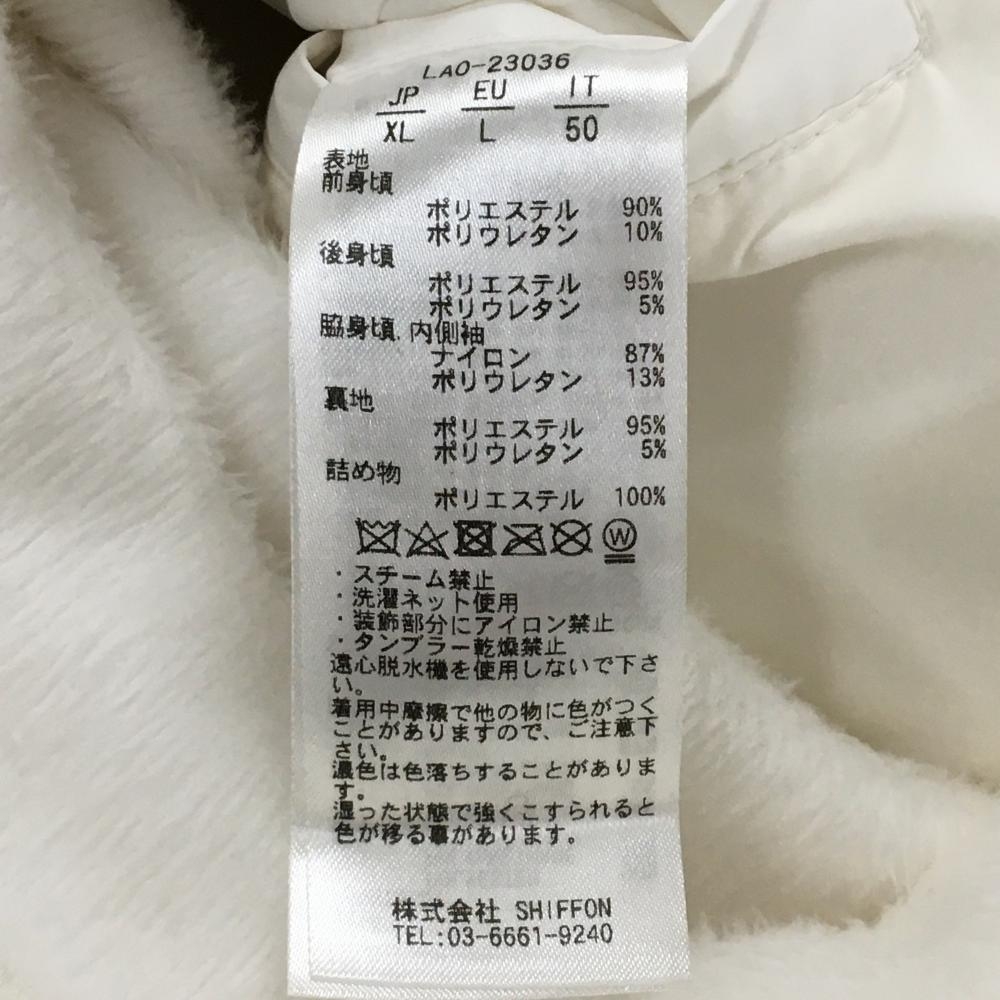 LAO-23036
JP EU IT
XL L 50
表地
前身頃
ポリエステル 90%
ポリウレタン 10%
後身頃
ポリエステル 95%
ポリウレタン 5%
脇身頃.内側袖
ナイロン 87%
ポリウレタン 13%
裏地
ポリエステル 95%
ポリウレタン 5%
詰め物
ポリエステル 100%
W
・スチーム禁止
・洗濯ネット使用
・装飾部分にアイロン禁止
・タンブラー乾燥禁止
遠心脱水機を使用しないで下さ
い。
着用中摩擦で他の物に色がつく
ことがありますので、ご注意下
さい。
濃色は色落ちすることがありま
す。
湿った状態で強くこすられると
色が移る事があります。
株式会社 SHIFFON
TEL:03-6661-9240